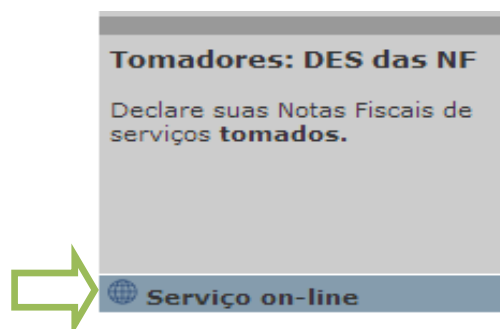 Tomadores: DES das NF
Declare suas Notas Fiscais de
serviços tomados.
Serviço on-line